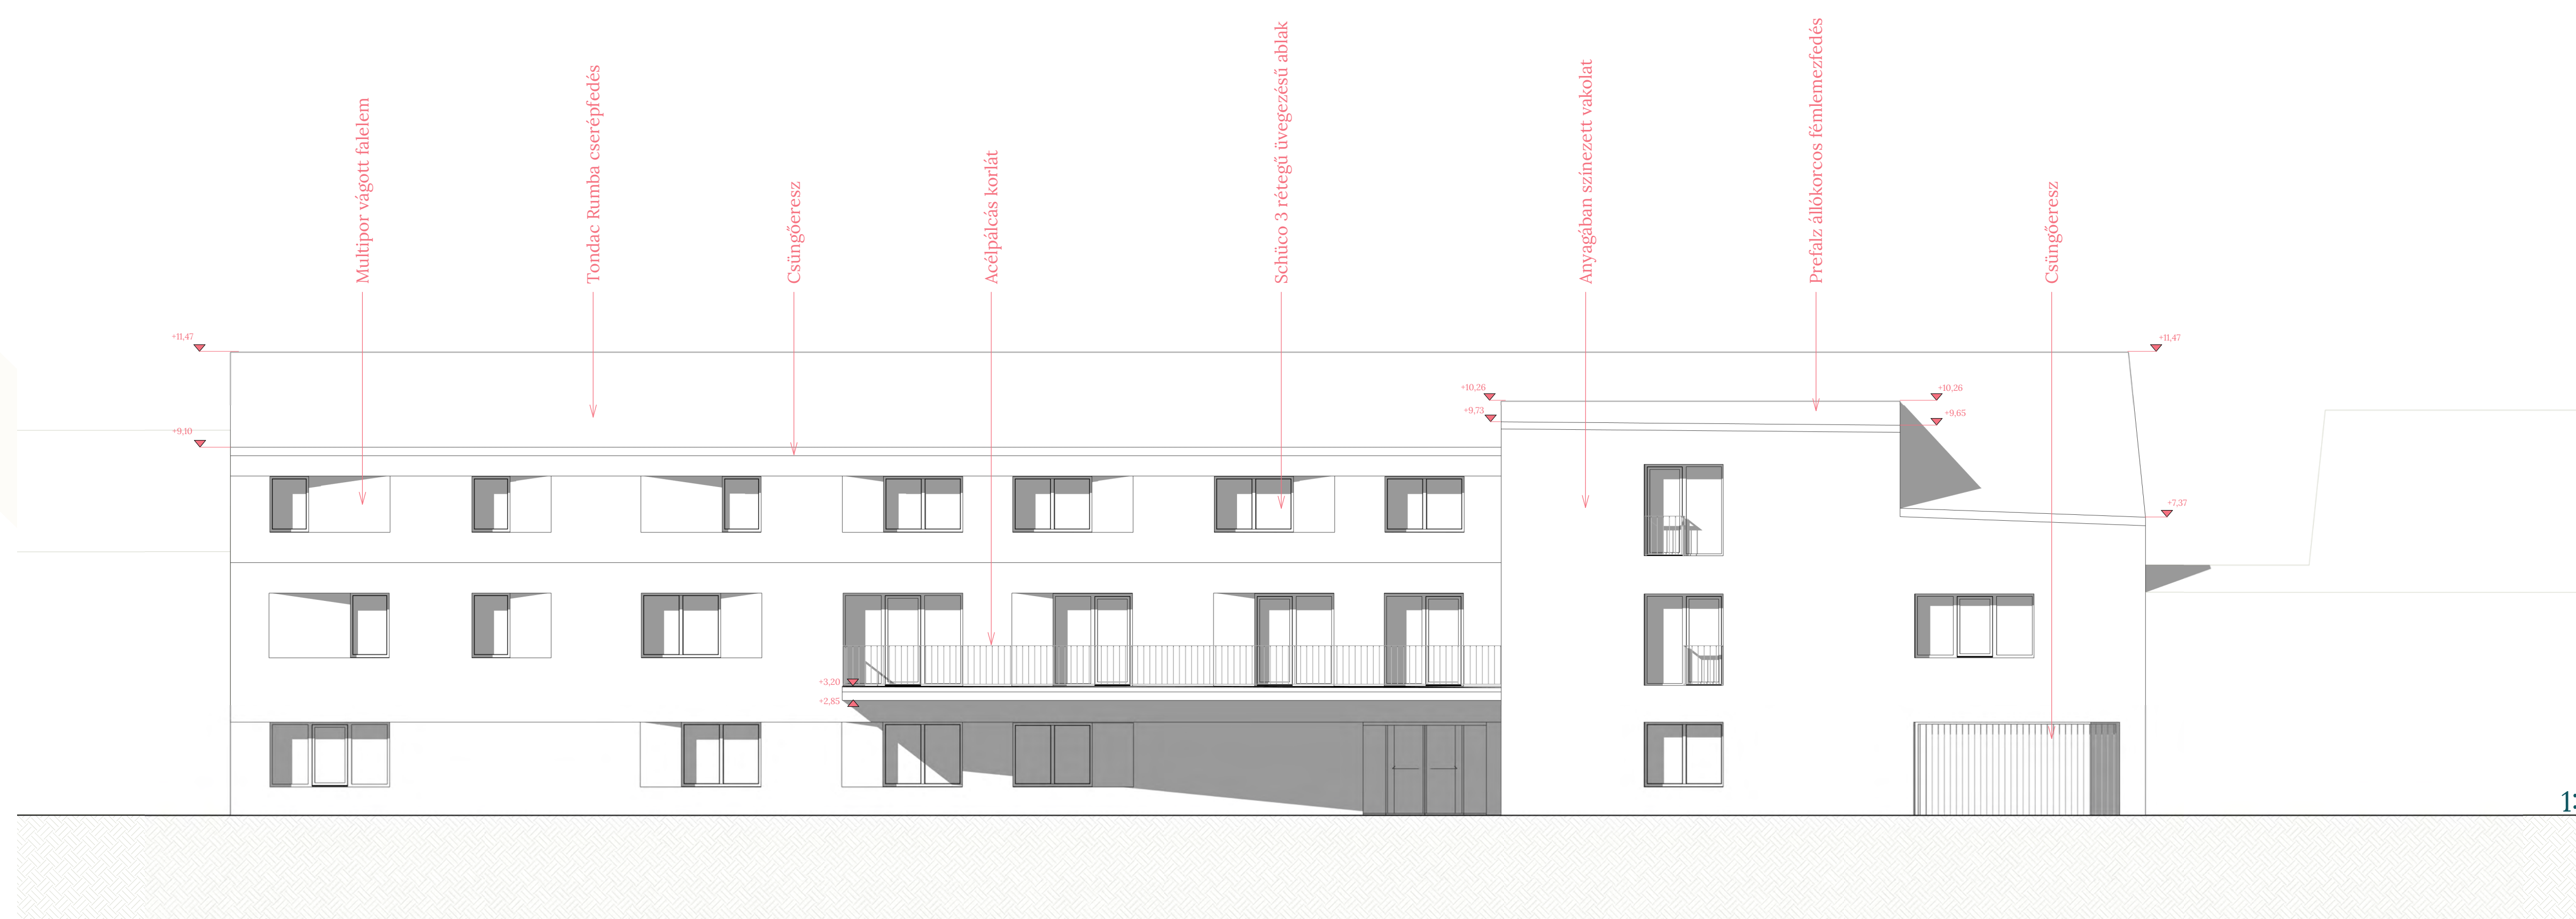 Multipor vágott falelem
Tondac Rumba cserépfedés
Csüngőeresz
Acélpálcás korlát
Schüco 3 rétegű üvegezésű ablak
Anyagában színezett vakolat
Prefalz állókorcos fémlemezfedés
Csüngőeresz
+11,47
+11,47
+10,26
+10,26
+9,73
+9,65
+9,10
+7,37
+3,20
+2,85